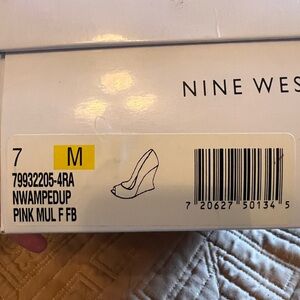 NINE WES
7 M
79932205-4RA
NWAMPEDUP
PINK MUL F FB
7 20627 50134 5